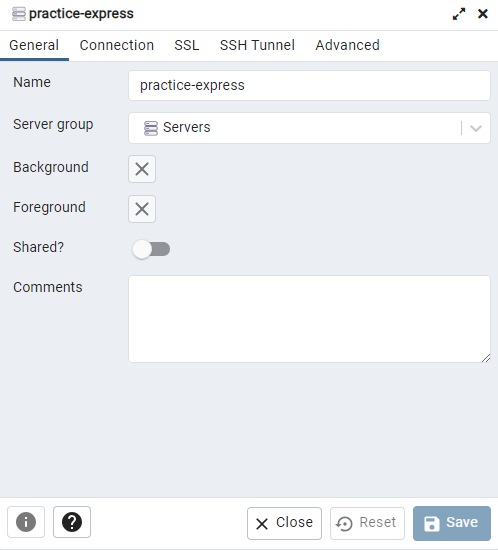 practice-express
General Connection SSL SSH Tunnel Advanced
Name practice-express
Server group Servers
Background
Foreground
Shared?
Comments
Close Reset Save